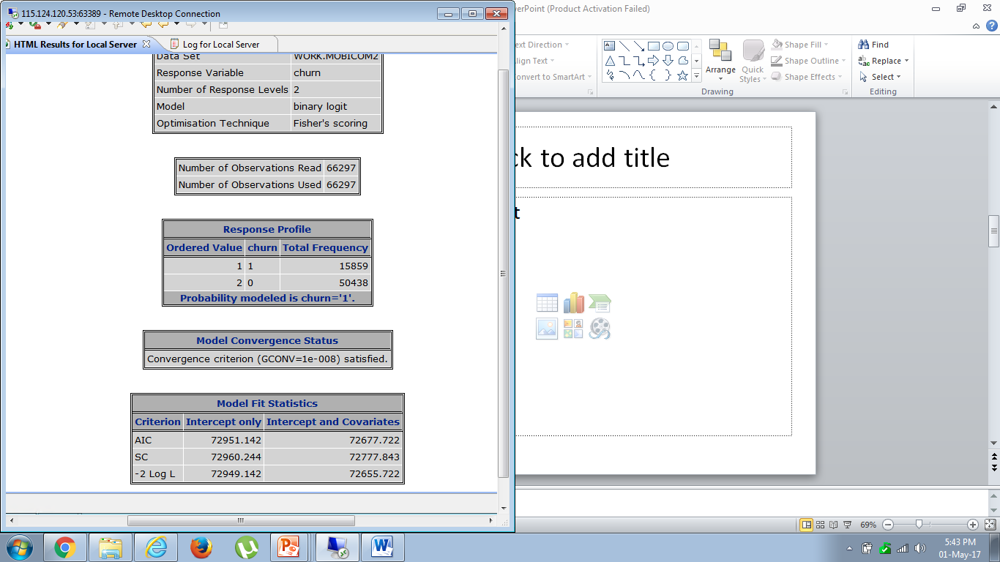 115.124.120.53:63389 - Remote Desktop Connection
HTML Results for Local Server
Log for Local Server
Data Set WORK.MOBICOM2
Response Variable churn
Number of Response Levels 2
Model binary logit
Optimisation Technique Fisher's scoring
Number of Observations Read 66297
Number of Observations Used 66297
Response Profile
Ordered Value churn Total Frequency
1 1 15859
2 0 50438
Probability modeled is churn='1'.
Model Convergence Status
Convergence criterion (GCONV=1e-008) satisfied.
Model Fit Statistics
Criterion Intercept only Intercept and Covariates
AIC 72951.142 72677.722
SC 72960.244 72777.843
-2 Log L 72949.142 72655.722
verPoint (Product Activation Failed)
ext Direction
lign Text
onvert to SmartArt
Arrange
Quick
Styles
Shape Fill
Shape Outline
Shape Effects
Drawing
Find
Replace
Select
Editing
ck to add title
t
69%
5:43 PM
01-May-17